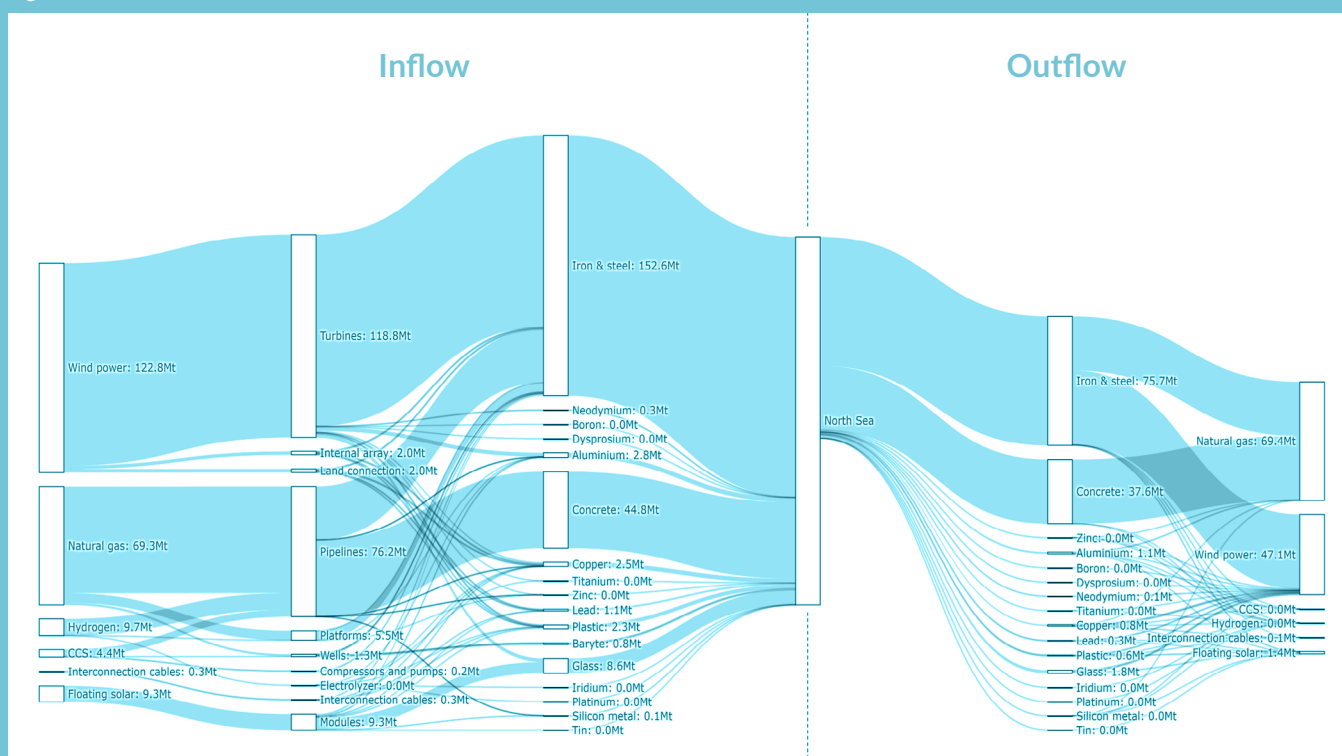 Inflow
Outflow
Wind power: 122.8Mt
Natural gas: 69.3Mt
Hydrogen: 9.7Mt
CCS: 4.4Mt
Interconnection cables: 0.3Mt
Floating solar: 9.3Mt
Turbines: 118.8Mt
Internal array: 2.0Mt
Land connection: 2.0Mt
Pipelines: 76.2Mt
Platforms: 5.5Mt
Wells: 1.3Mt
Compressors and pumps: 0.2Mt
Electrolyzer: 0.0Mt
Interconnection cables: 0.3Mt
Modules: 9.3Mt
Iron & steel: 152.6Mt
Neodymium: 0.3Mt
Boron: 0.0Mt
Dysprosium: 0.0Mt
Aluminium: 2.8Mt
Concrete: 44.8Mt
Copper: 2.5Mt
Titanium: 0.0Mt
Zinc: 0.0Mt
Lead: 1.1Mt
Plastic: 2.3Mt
Baryte: 0.8Mt
Glass: 8.6Mt
Iridium: 0.0Mt
Platinum: 0.0Mt
Silicon metal: 0.1Mt
Tin: 0.0Mt
North Sea
Iron & steel: 75.7Mt
Concrete: 37.6Mt
Zinc: 0.0Mt
Aluminium: 1.1Mt
Boron: 0.0Mt
Dysprosium: 0.0Mt
Neodymium: 0.1Mt
Titanium: 0.0Mt
Copper: 0.8Mt
Lead: 0.3Mt
Plastic: 0.6Mt
Glass: 1.8Mt
Iridium: 0.0Mt
Platinum: 0.0Mt
Silicon metal: 0.0Mt
Tin: 0.0Mt
Natural gas: 69.4Mt
Wind power: 47.1Mt
CCS: 0.0Mt
Hydrogen: 0.0Mt
Interconnection cables: 0.1Mt
Floating solar: 1.4Mt